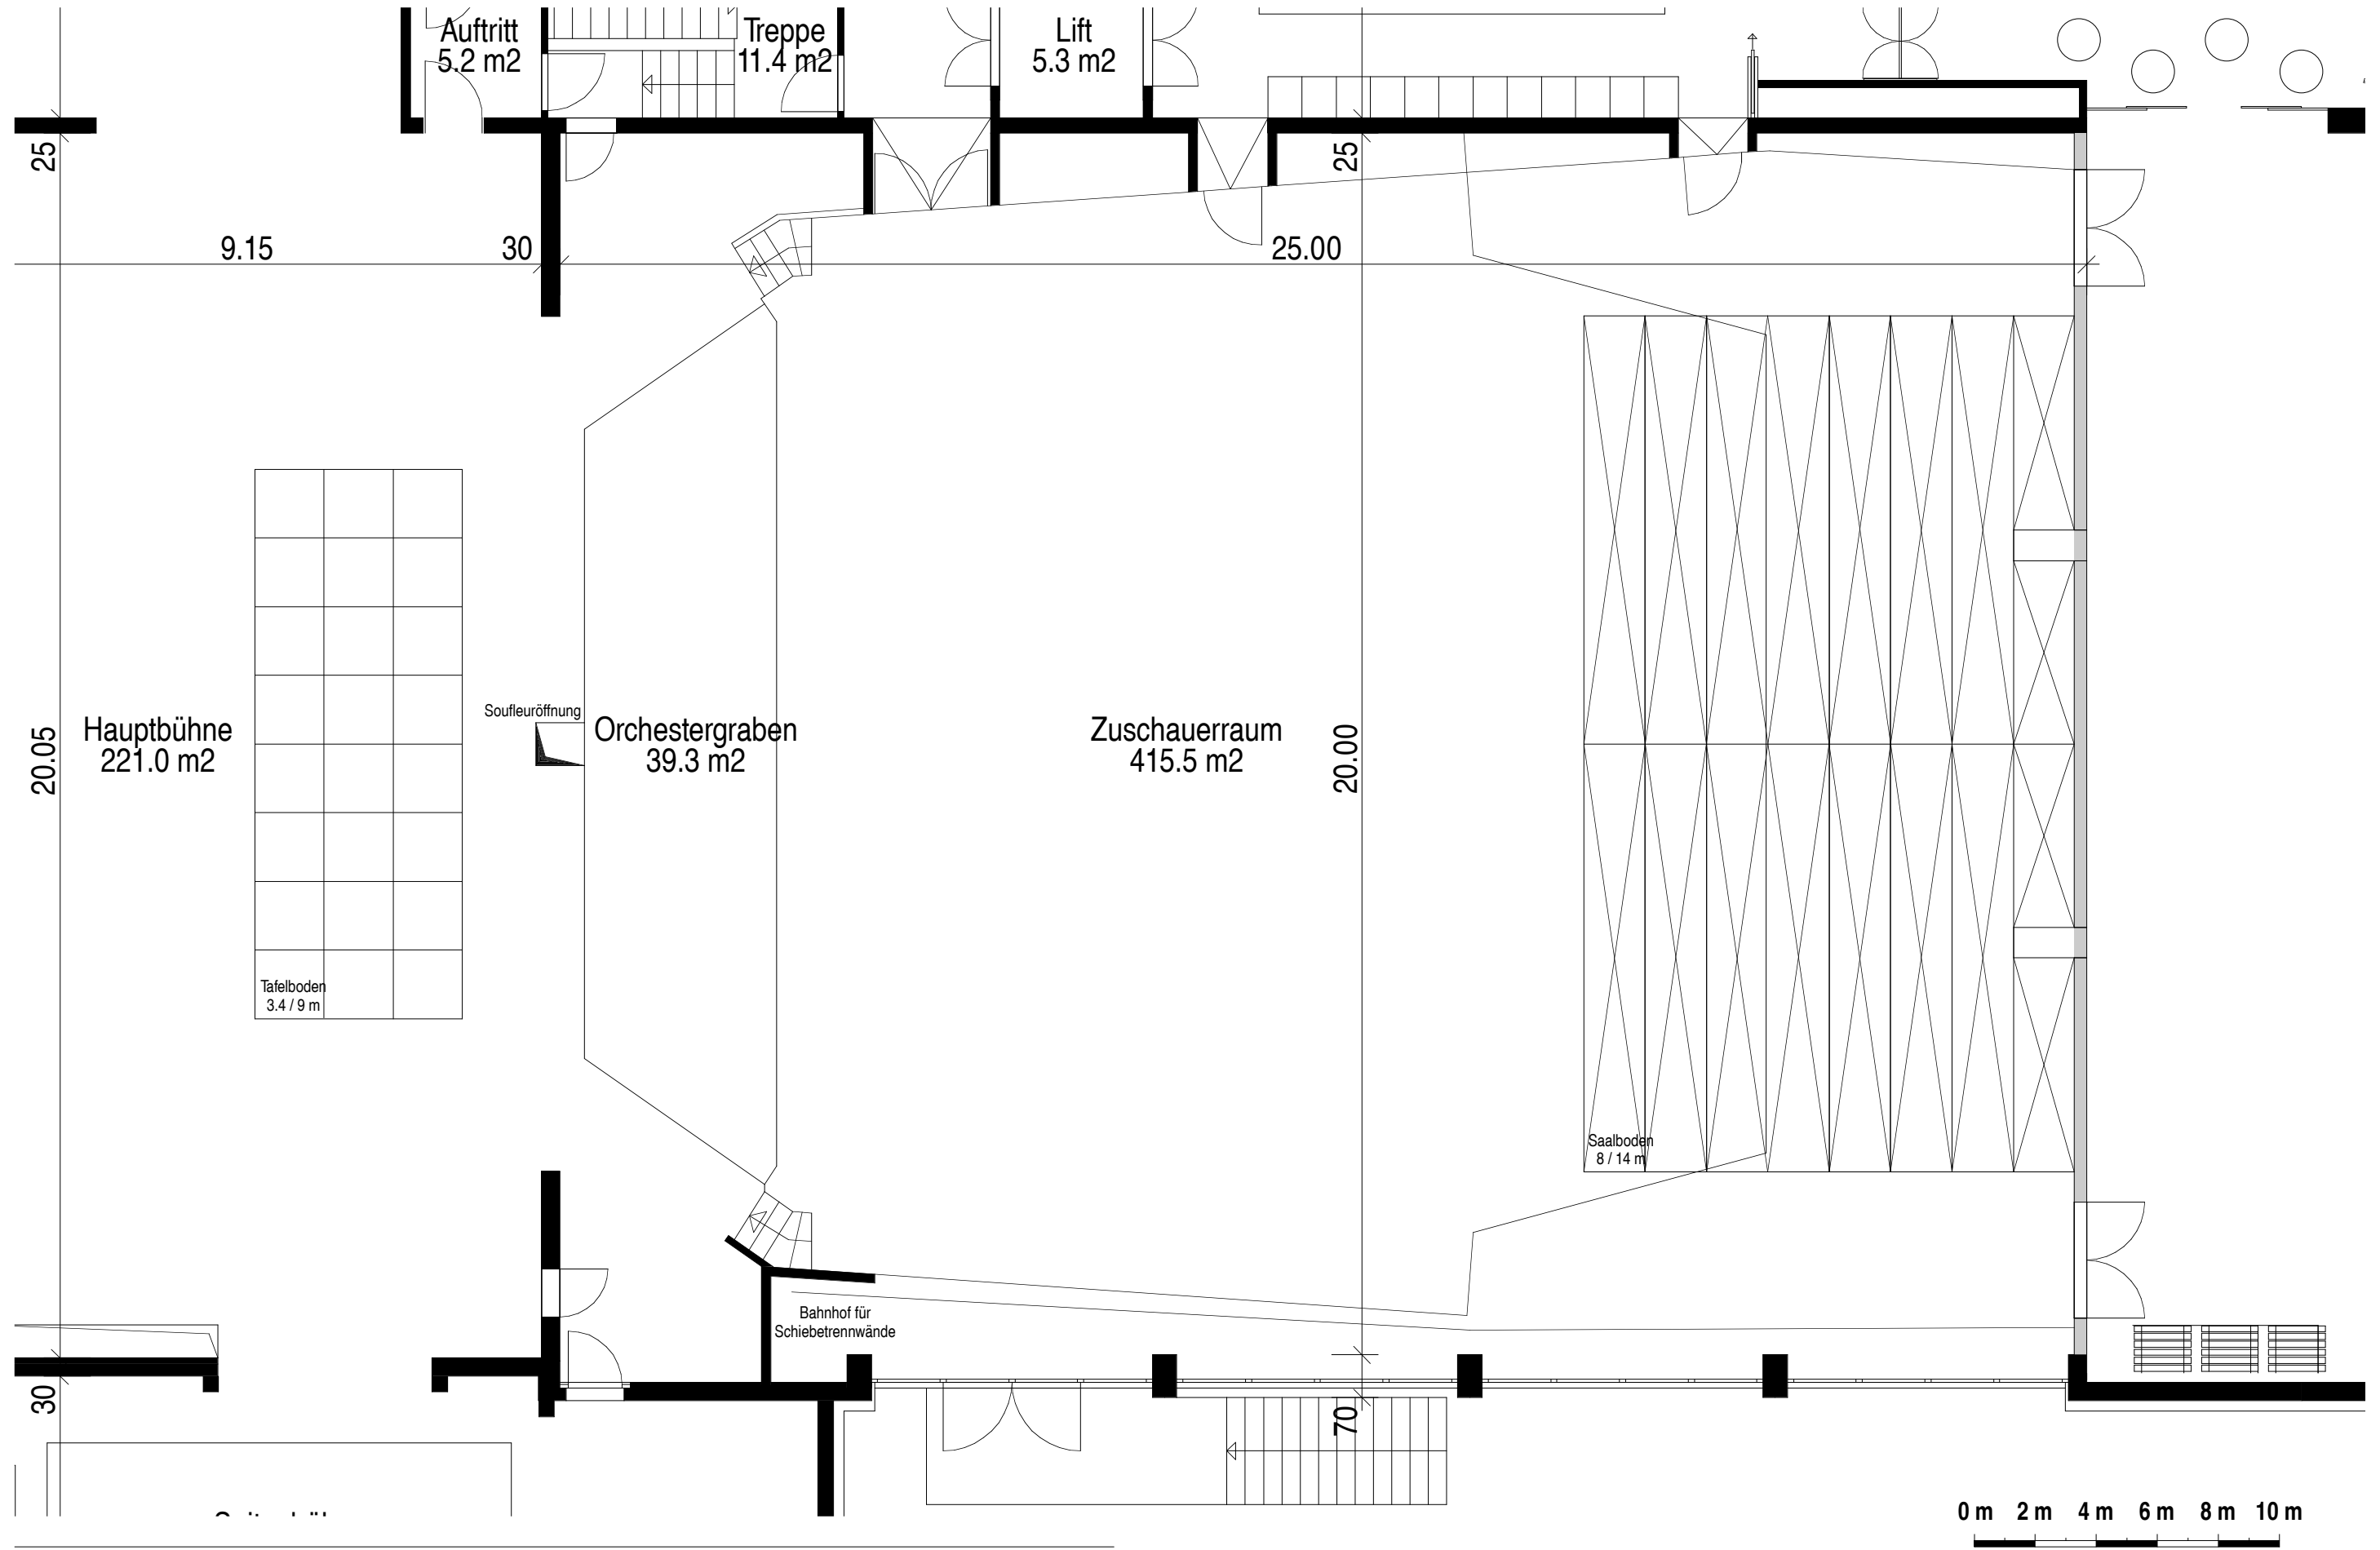 Auftritt
5.2 m2
Treppe
11.4 m2
Lift
5.3 m2
25
25
9.15
30
25.00
Soufleuröffnung
Hauptbühne
221.0 m2
Orchestergraben
39.3 m2
Zuschauerraum
415.5 m2
20.05
20.00
Tafelboden
3.4 / 9 m
Saalboden
8 / 14 m
Bahnhof für
Schiebetrennwände
30
70
0 m 2 m 4 m 6 m 8 m 10 m